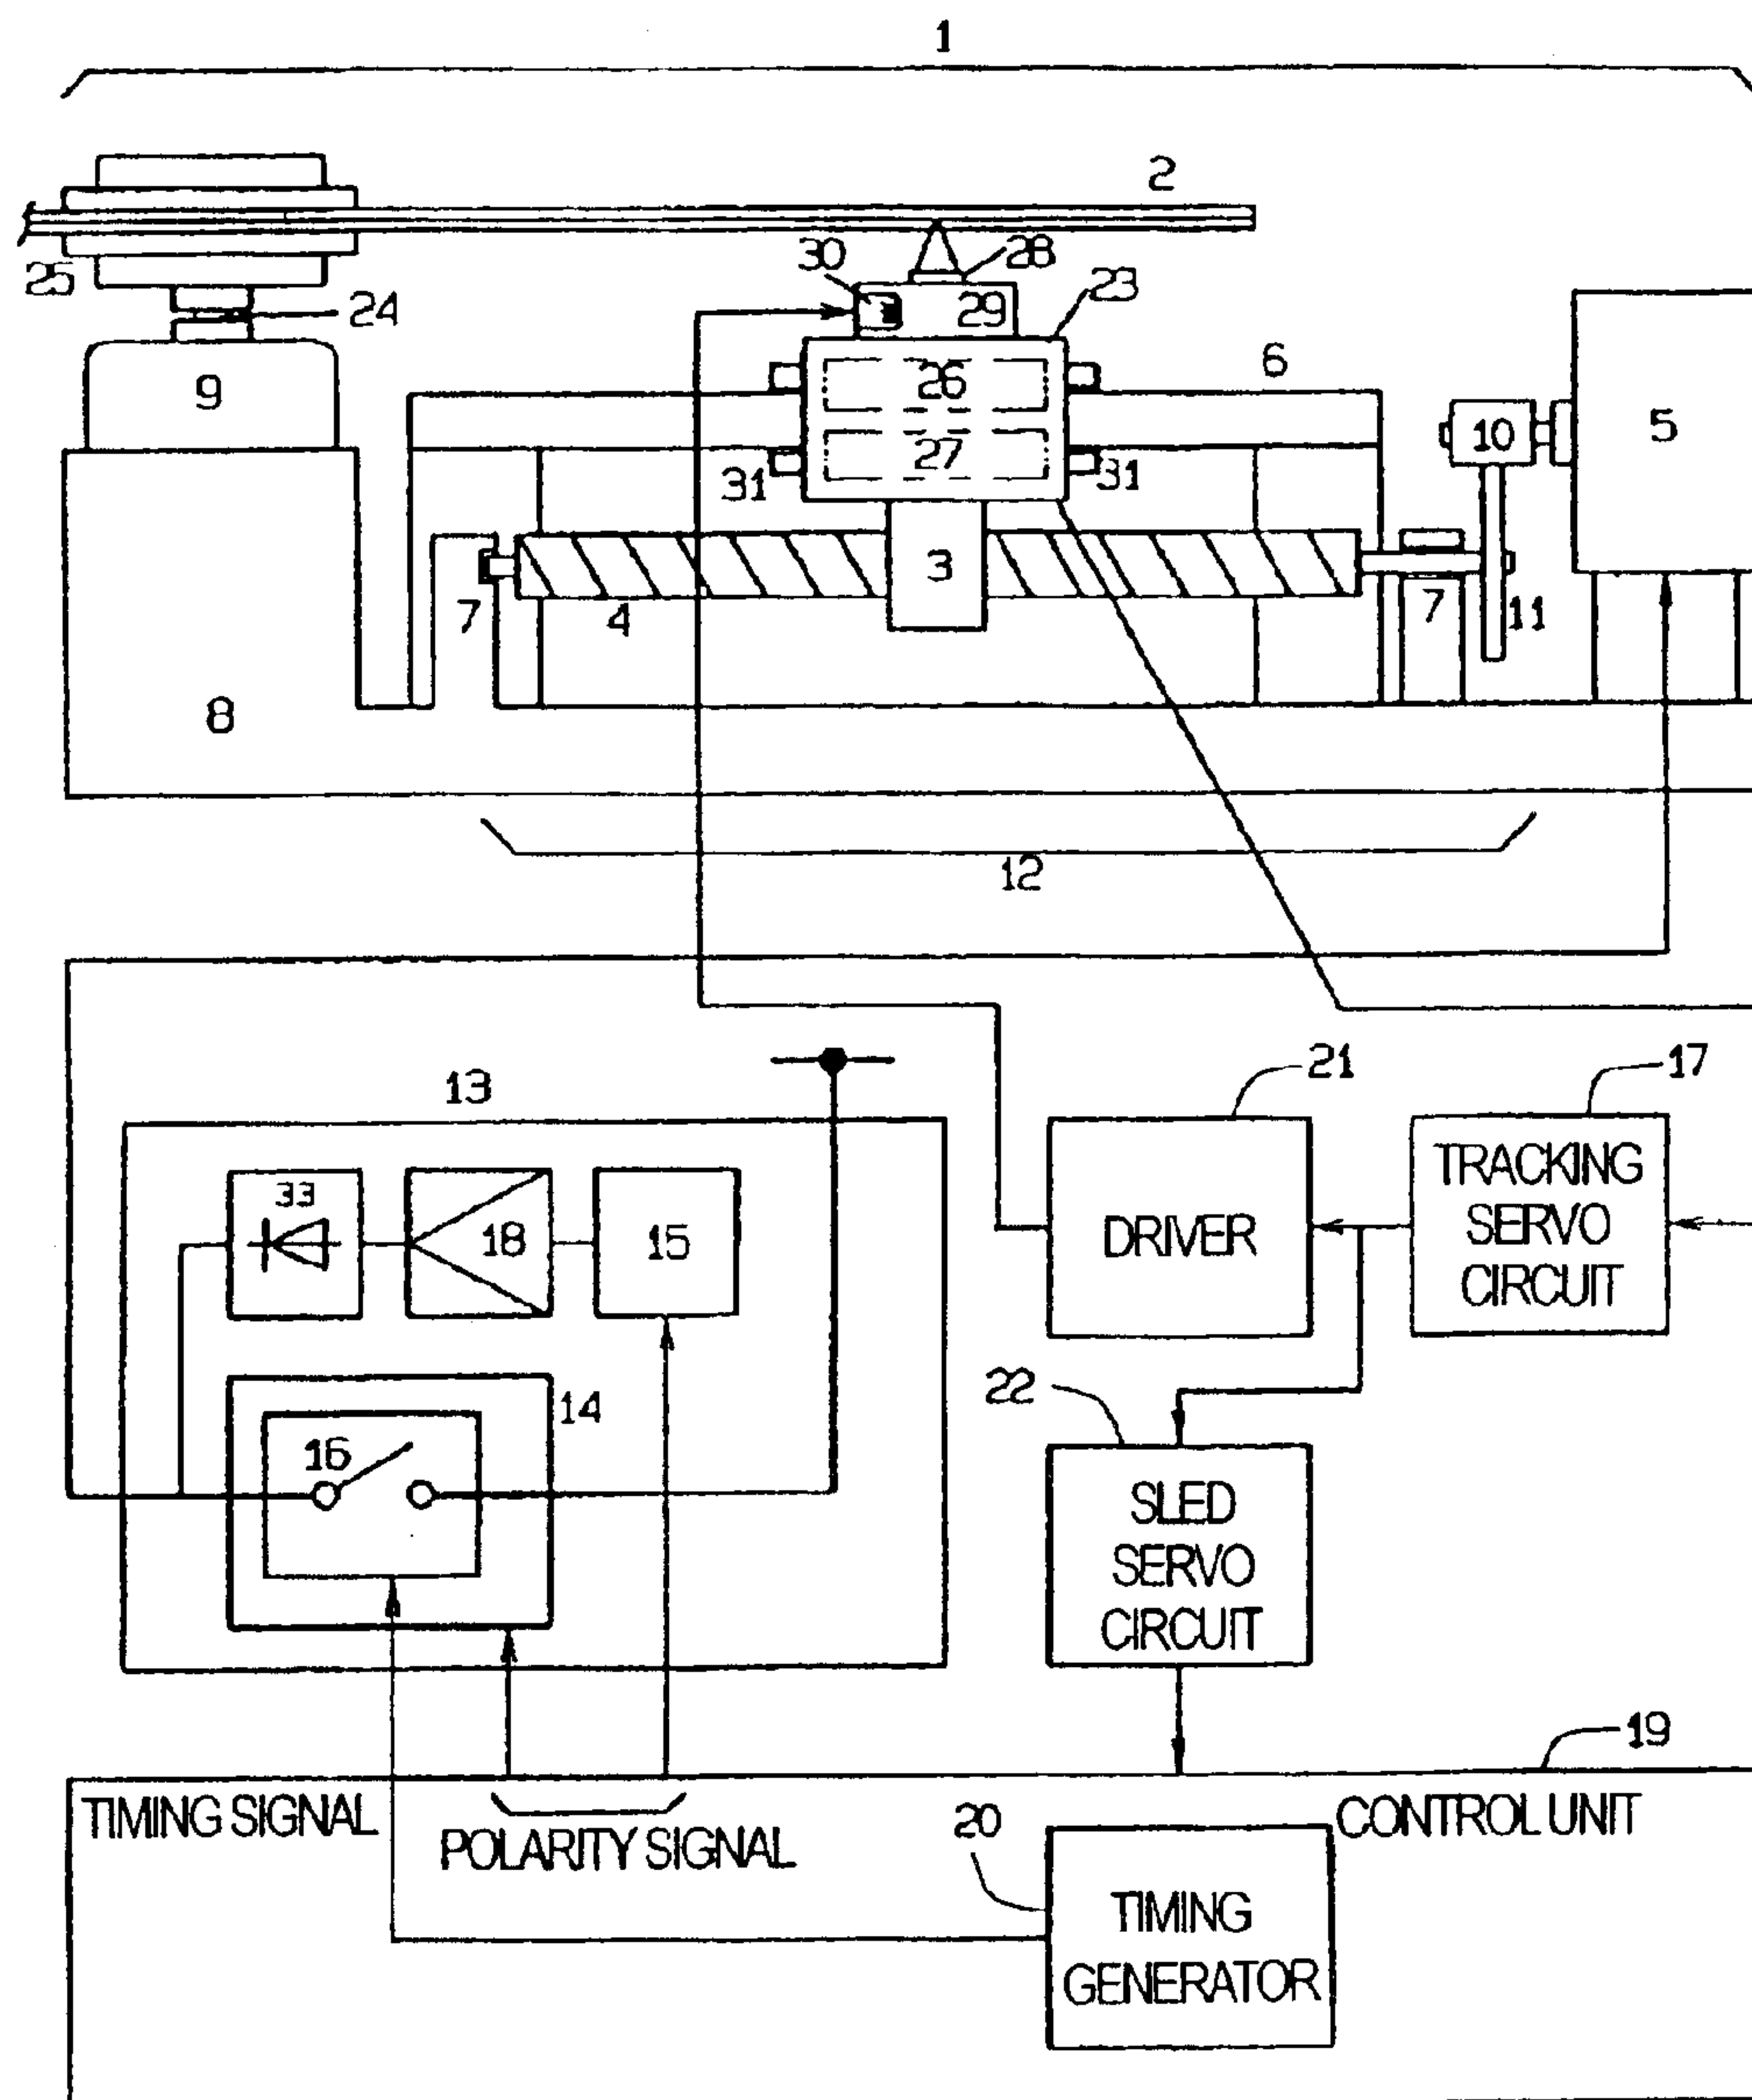 1
2
25
24
30
28
23
29
9
26
6
10
5
27
31
31
3
7
4
7
11
8
12
21
17
13
33
18
15
DRIVER
TRACKING
SERVO
CIRCUIT
22
14
16
SLED
SERVO
CIRCUIT
19
TIMING SIGNAL
POLARITY SIGNAL
20
CONTROL UNIT
TIMING
GENERATOR